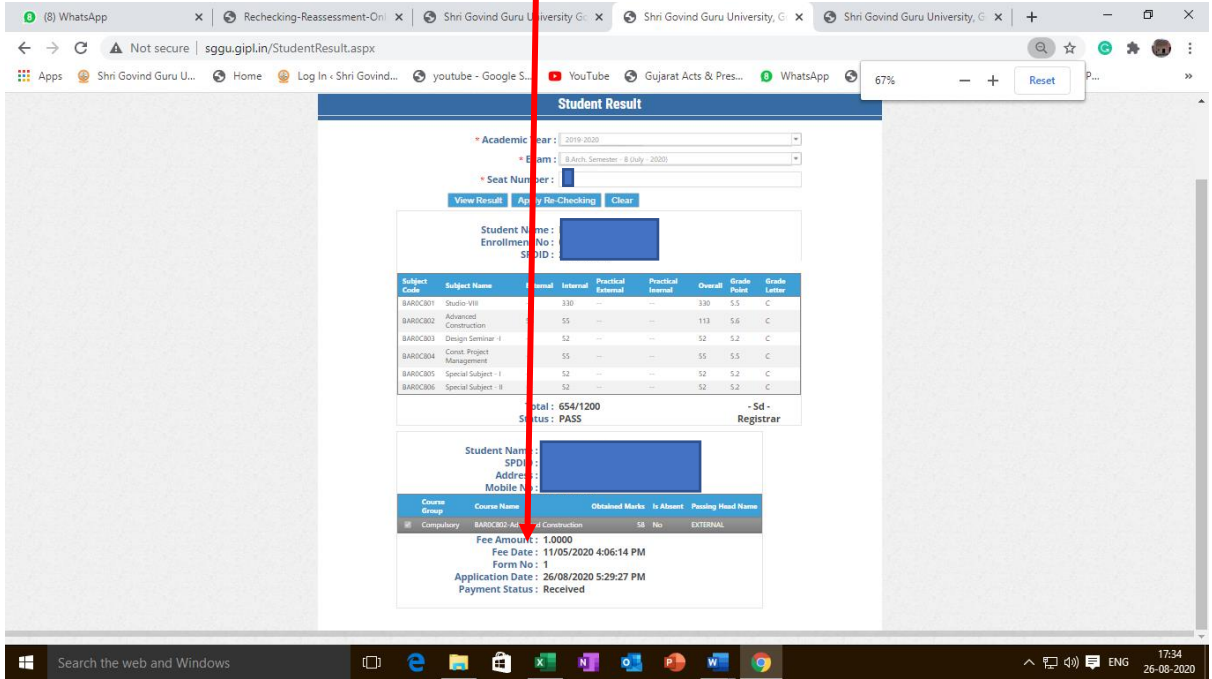 (8) WhatsApp
Rechecking-Reassessment-Onl
Shri Govind Guru University Go
Shri Govind Guru University, G
Shri Govind Guru University, G
Not secure | sggu.gipl.in/StudentResult.aspx
Apps Shri Govind Guru U... Home Log In ‹ Shri Govind... youtube - Google S... YouTube Gujarat Acts & Pres... WhatsApp P... »
67% − + Reset
Student Result
* Academic Year : 2019-2020
* Exam : B.Arch. Semester - 8 (July - 2020)
* Seat Number :
View Result Apply Re-Checking Clear
Student Name :
Enrollment No :
SPDID :
Subject Code Subject Name External Internal Practical External Practical Inernal Overall Grade Point Grade Letter
BAR0C801 Studio-VIII 330 -- -- 330 5.5 C
BAR0C802 Advanced Construction 55 -- -- 113 5.6 C
BAR0C803 Design Seminar -I 52 -- -- 52 5.2 C
BAR0C804 Const. Project Management 55 -- -- 55 5.5 C
BAR0C805 Special Subject - I 52 -- -- 52 5.2 C
BAR0C806 Special Subject - II 52 -- -- 52 5.2 C
Total : 654/1200 - Sd -
Status : PASS Registrar
Student Name :
SPDID :
Address :
Mobile No :
Course Group Course Name Obtained Marks Is Absent Passing Head Name
Compulsory BAR0C802-Advanced Construction 58 No EXTERNAL
Fee Amount : 1.0000
Fee Date : 11/05/2020 4:06:14 PM
Form No : 1
Application Date : 26/08/2020 5:29:27 PM
Payment Status : Received
Search the web and Windows
ENG
17:34
26-08-2020